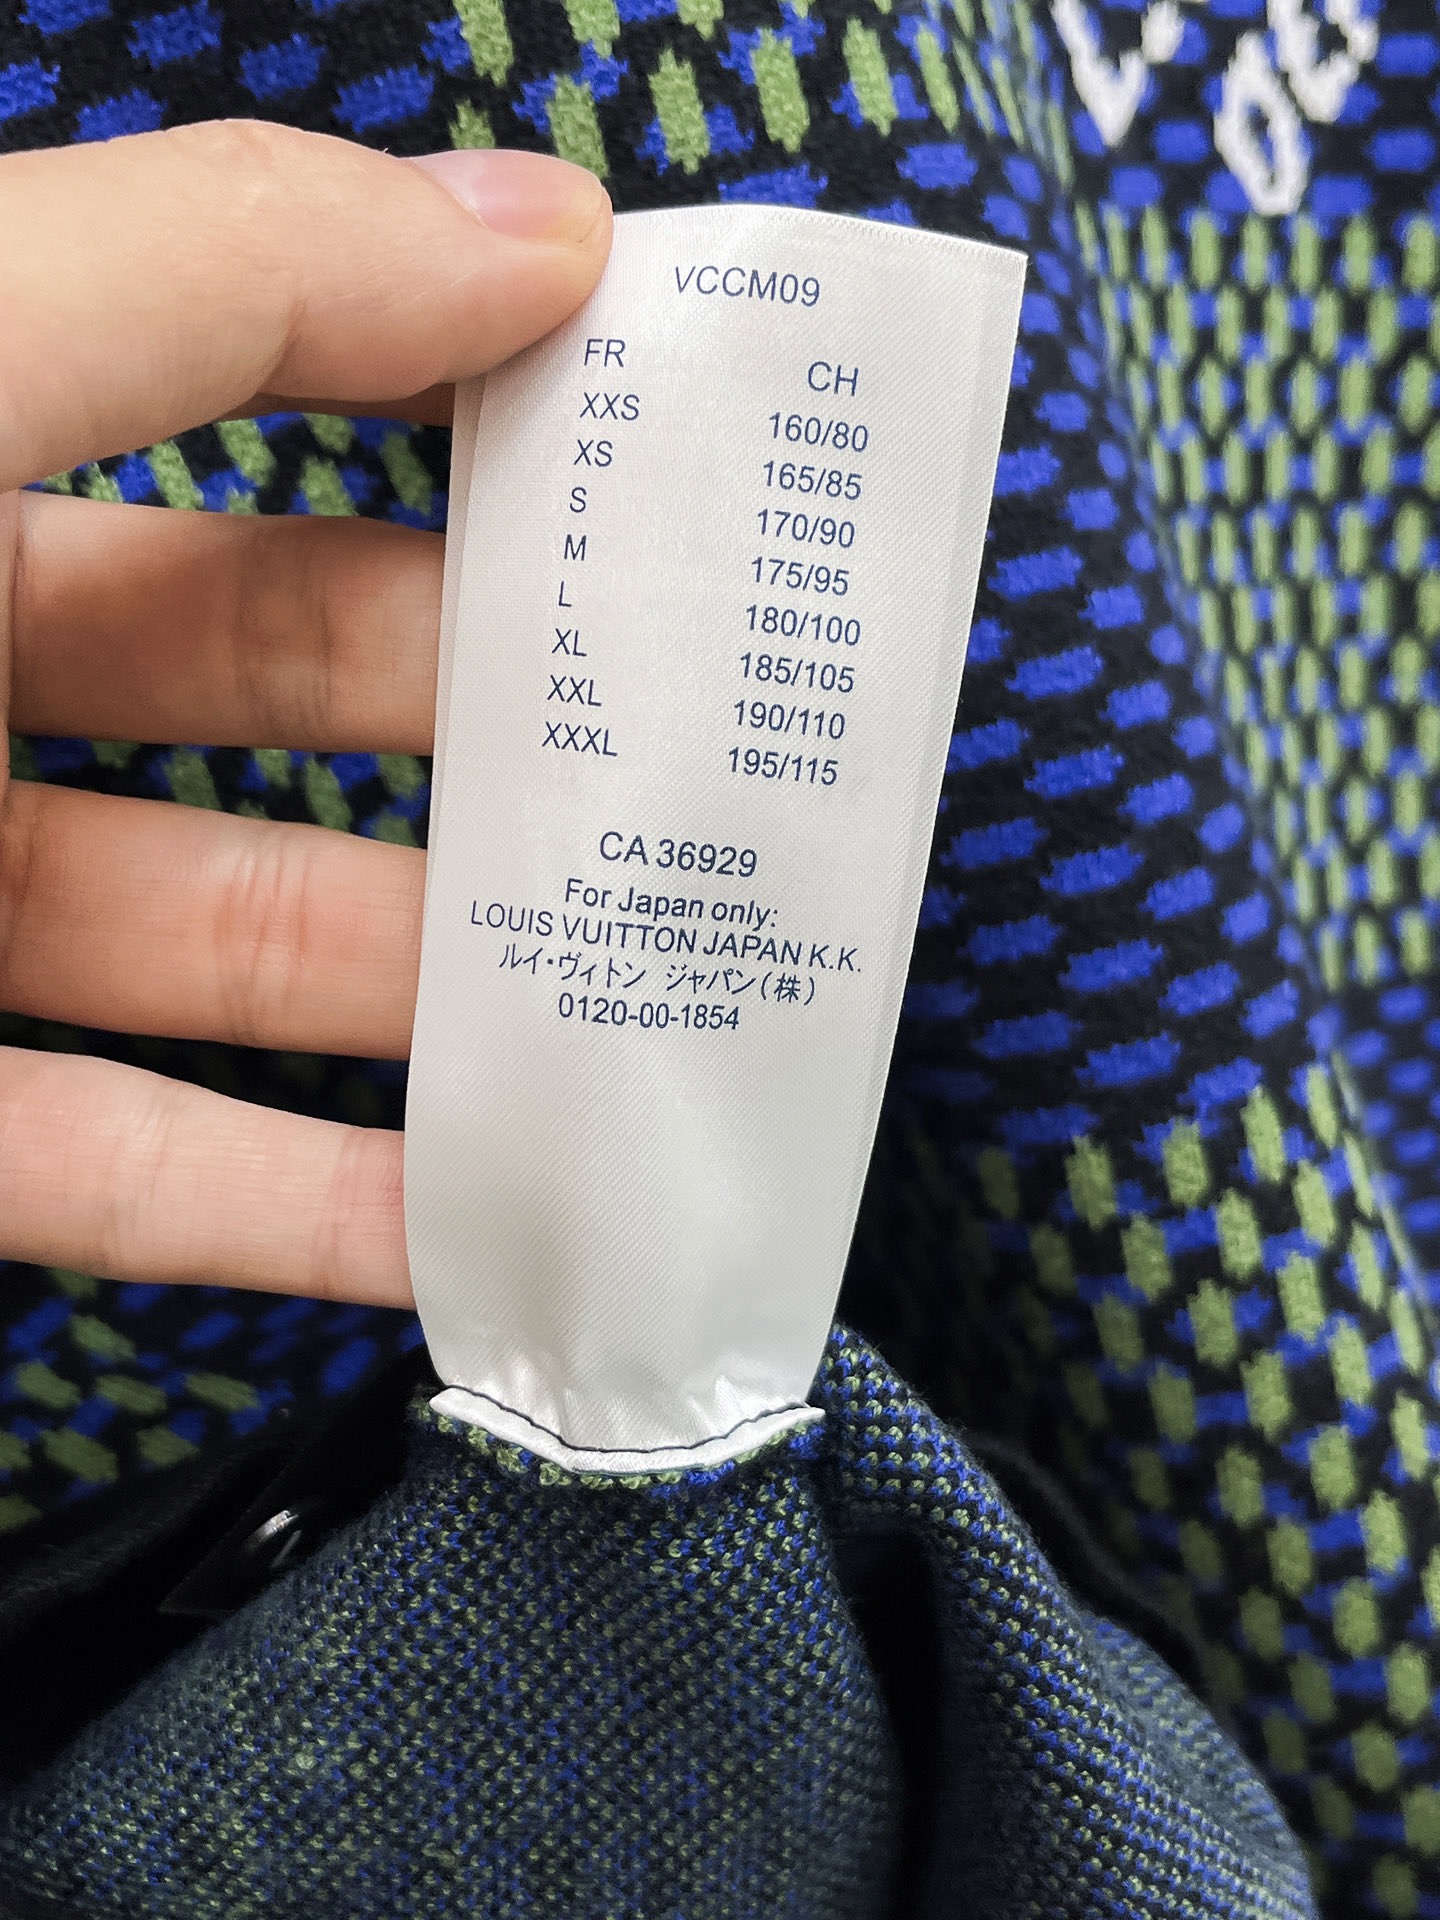 VCCM09
FR CH
XXS 160/80
XS 165/85
S 170/90
M 175/95
L 180/100
XL 185/105
XXL 190/110
XXXL 195/115
CA 36929
For Japan only:
LOUIS VUITTON JAPAN K.K.
ルイ・ヴィトン ジャパン(株)
0120-00-1854